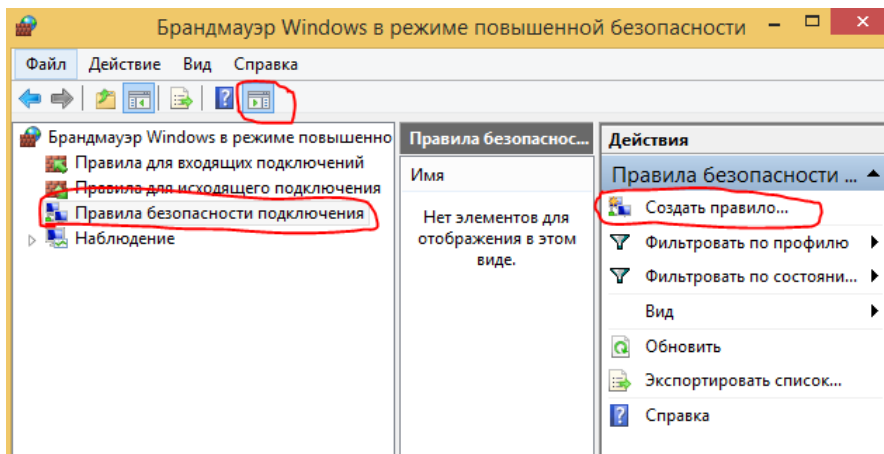 Брандмауэр Windows в режиме повышенной безопасности
Файл Действие Вид Справка
Брандмауэр Windows в режиме повышенно
Правила для входящих подключений
Правила для исходящего подключения
Правила безопасности подключения
Наблюдение
Правила безопаснос...
Имя
Нет элементов для
отображения в этом
виде.
Действия
Правила безопасности ...
Создать правило...
Фильтровать по профилю
Фильтровать по состояни...
Вид
Обновить
Экспортировать список...
Справка